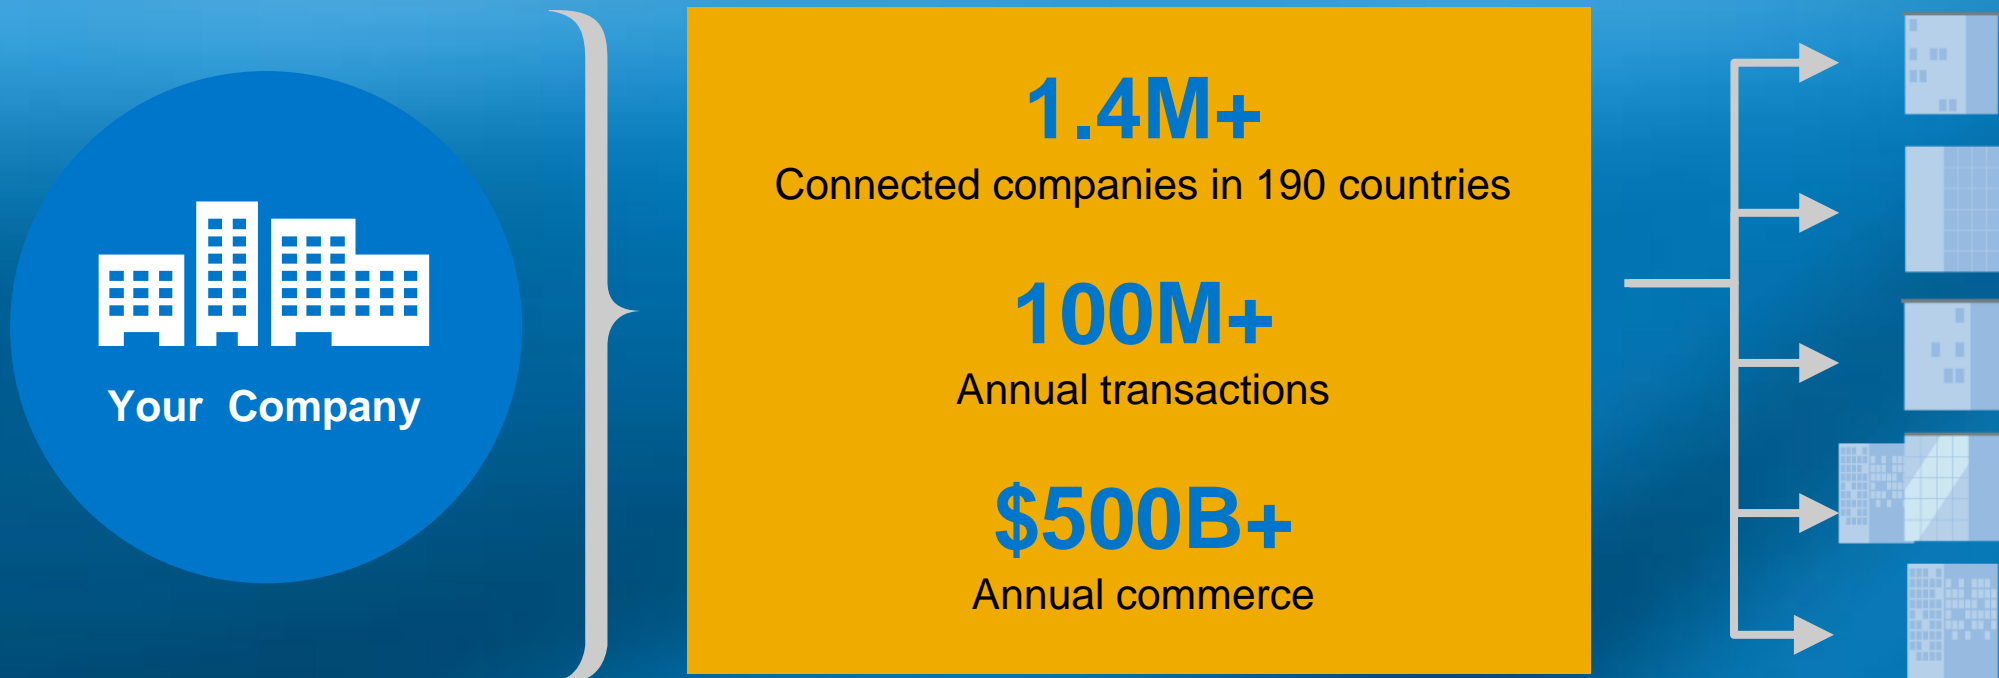 Your Company
1.4M+
Connected companies in 190 countries
100M+
Annual transactions
$500B+
Annual commerce